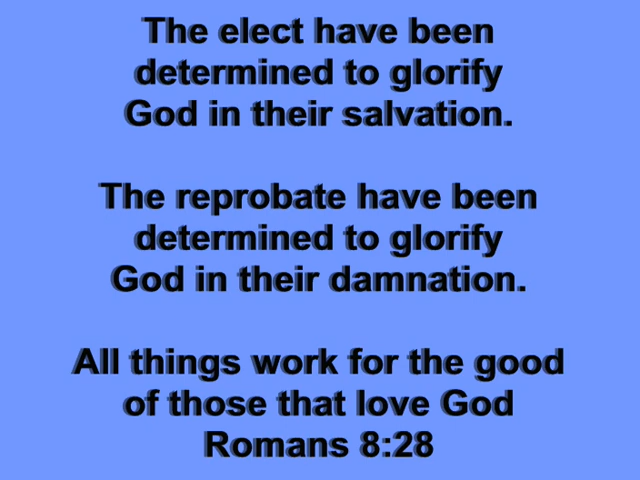 The elect have been
determined to glorify
God in their salvation.
The reprobate have been
determined to glorify
God in their damnation.
All things work for the good
of those that love God
Romans 8:28